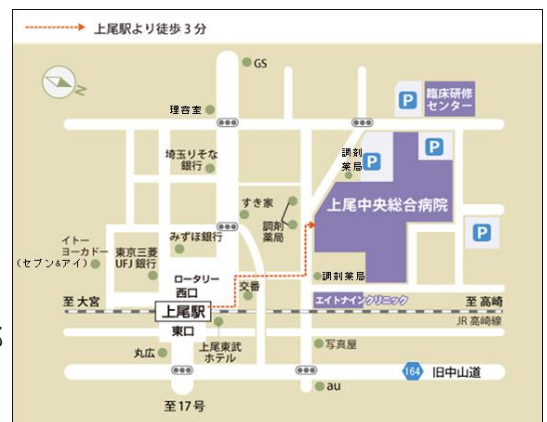 上尾駅より徒歩3分
GS
N
理容室
P
臨床研修
センター
埼玉りそな
銀行
調剤
薬局
P
P
上尾中央総合病院
すき家
調剤
薬局
P
イトー
ヨーカドー
(セブン&アイ)
東京三菱
UFJ銀行
みずほ銀行
ロータリー
西口
交番
調剤薬局
エイトナインクリニック
至 大宮
上尾駅
至 高崎
JR 高崎線
東口
丸広
上尾東武
ホテル
写真屋
164
旧中山道
au
至17号